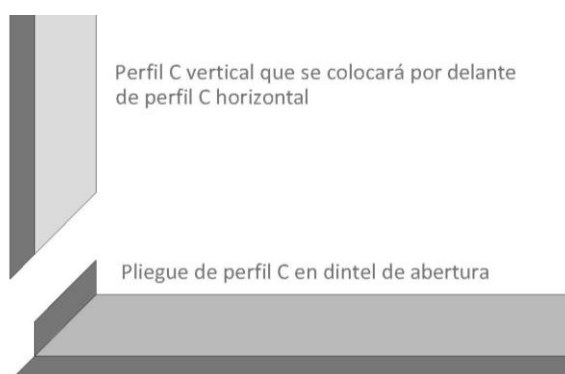 Perfil C vertical que se colocará por delante
de perfil C horizontal
Pliegue de perfil C en dintel de abertura